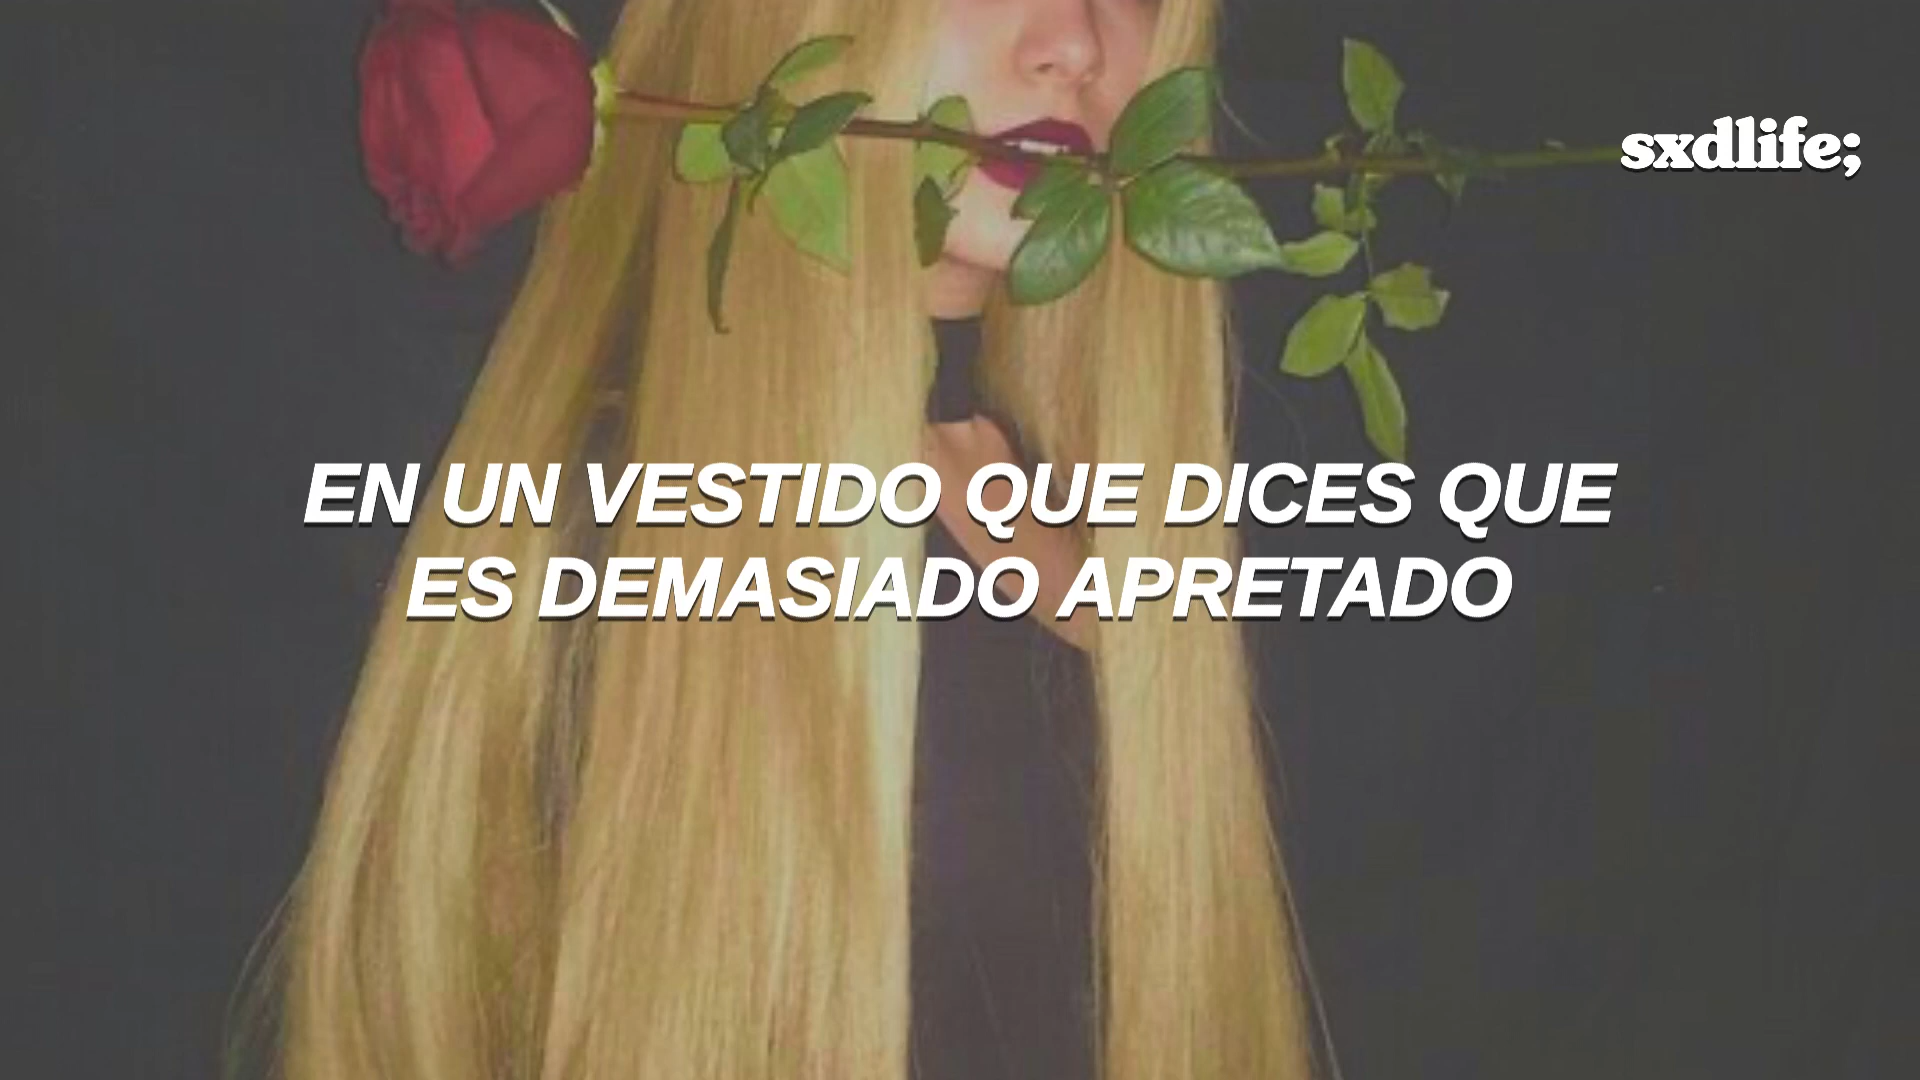 sxdlife;
EN UN VESTIDO QUE DICES QUE
ES DEMASIADO APRETADO